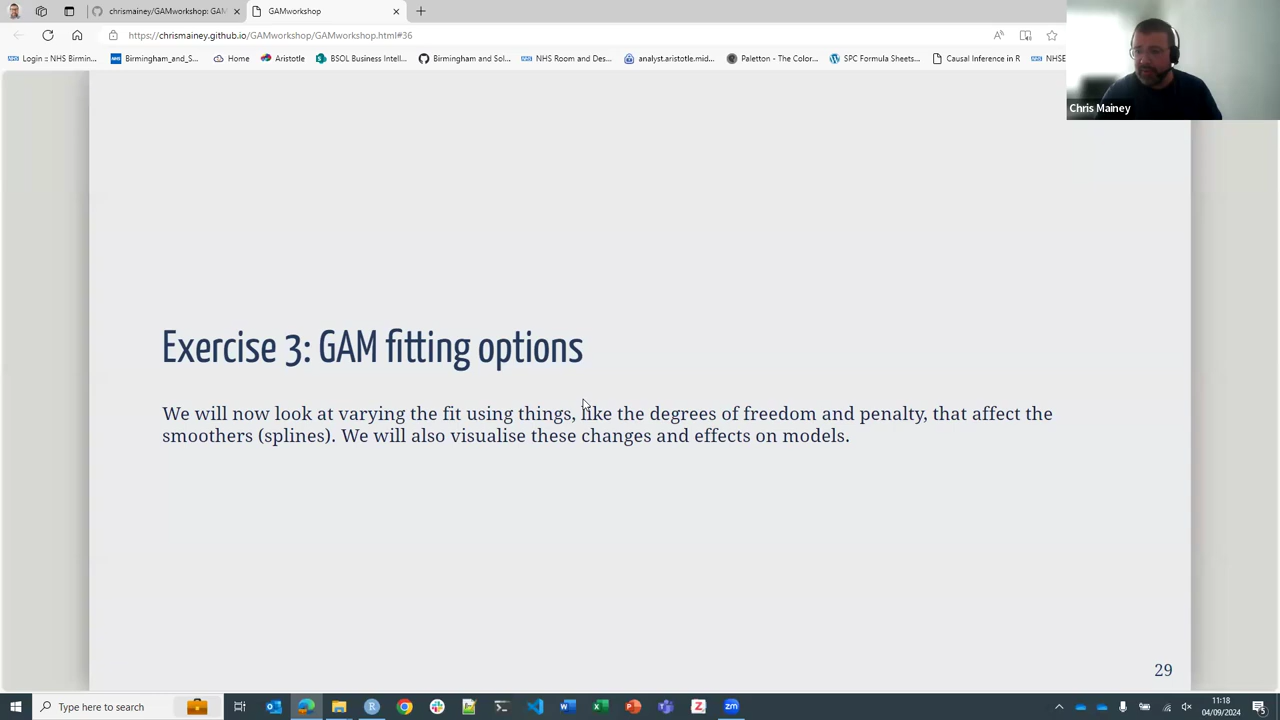 chrismainey/GAMworkshop: GAM
GAMworkshop
https://chrismainey.github.io/GAMworkshop/GAMworkshop.html#36
Login :: NHS Birmin...
Birmingham_and_S...
Home
Aristotle
BSOL Business Intell...
Birmingham and Sol...
NHS Room and Des...
analyst.aristotle.mid...
Paletton - The Color...
SPC Formula Sheets...
Causal Inference in R
NHSE
Chris Mainey
Exercise 3: GAM fitting options
We will now look at varying the fit using things, like the degrees of freedom and penalty, that affect the
smoothers (splines). We will also visualise these changes and effects on models.
29
Type here to search
11:18
04/09/2024